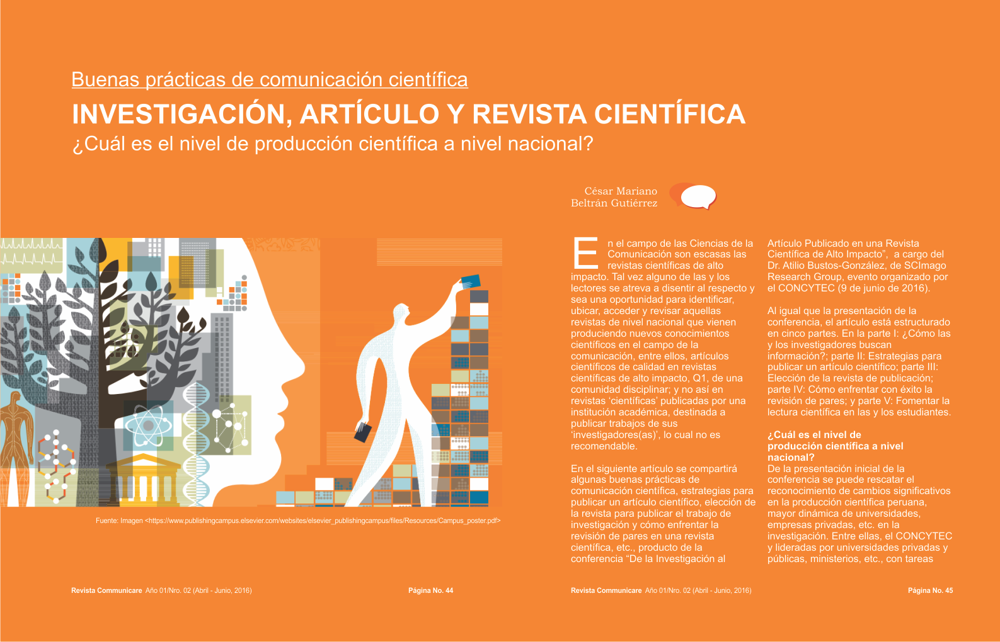 Buenas prácticas de comunicación científica
INVESTIGACIÓN, ARTÍCULO Y REVISTA CIENTÍFICA
¿Cuál es el nivel de producción científica a nivel nacional?
César Mariano
Beltrán Gutiérrez
En el campo de las Ciencias de la
Comunicación son escasas las
revistas científicas de alto
impacto. Tal vez alguno de las y los
lectores se atreva a disentir al respecto y
sea una oportunidad para identificar,
ubicar, acceder y revisar aquellas
revistas de nivel nacional que vienen
produciendo nuevos conocimientos
científicos en el campo de la
comunicación, entre ellos, artículos
científicos de calidad en revistas
científicas de alto impacto, Q1, de una
comunidad disciplinar; y no así en
revistas ‘científicas’ publicadas por una
institución académica, destinada a
publicar trabajos de sus
‘investigadores(as)’, lo cual no es
recomendable.
En el siguiente artículo se compartirá
algunas buenas prácticas de
comunicación científica, estrategias para
publicar un artículo científico, elección de
la revista para publicar el trabajo de
investigación y cómo enfrentar la
revisión de pares en una revista
científica, etc., producto de la
conferencia “De la Investigación al
Artículo Publicado en una Revista
Científica de Alto Impacto”, a cargo del
Dr. Atilio Bustos-González, de SCImago
Research Group, evento organizado por
el CONCYTEC (9 de junio de 2016).
Al igual que la presentación de la
conferencia, el artículo está estructurado
en cinco partes. En la parte I: ¿Cómo las
y los investigadores buscan
información?; parte II: Estrategias para
publicar un artículo científico; parte III:
Elección de la revista de publicación;
parte IV: Cómo enfrentar con éxito la
revisión de pares; y parte V: Fomentar la
lectura científica en las y los estudiantes.
¿Cuál es el nivel de
producción científica a nivel
nacional?
De la presentación inicial de la
conferencia se puede rescatar el
reconocimiento de cambios significativos
en la producción científica peruana,
mayor dinámica de universidades,
empresas privadas, etc. en la
investigación. Entre ellas, el CONCYTEC
y lideradas por universidades privadas y
públicas, ministerios, etc., con tareas
Fuente: Imagen <https://www.publishingcampus.elsevier.com/websites/elsevier_publishingcampus/files/Resources/Campus_poster.pdf>
Revista Communicare Año 01/Nro. 02 (Abril - Junio, 2016)
Página No. 44
Revista Communicare Año 01/Nro. 02 (Abril - Junio, 2016)
Página No. 45